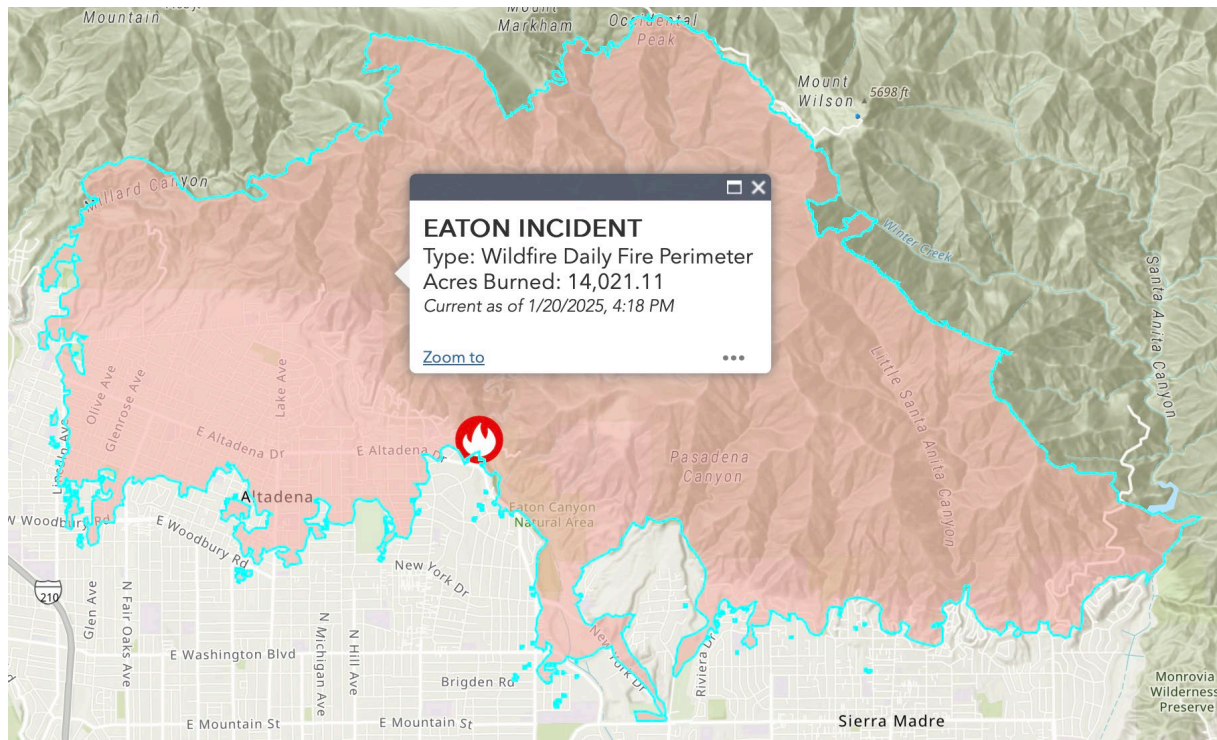 Mountain
Mount
Markham
Occidental
Peak
Mount
Wilson
5698 ft
Millard Canyon
EATON INCIDENT
Type: Wildfire Daily Fire Perimeter
Acres Burned: 14,021.11
Current as of 1/20/2025, 4:18 PM
Zoom to
Winter Creek
Santa Anita Canyon
Little Santa Anita Canyon
Olive Ave
Glenrose Ave
Lake Ave
Lincoln Ave
E Altadena Dr
E Altadena Dr
Pasadena
Canyon
Altadena
Eaton Canyon
Natural Area
W Woodbury Rd
E Woodbury Rd
New York Dr
210
Glen Ave
N Fair Oaks Ave
N Michigan Ave
N Hill Ave
E Washington Blvd
New York Dr
Riviera Dr
Brigden Rd
Monrovia
Wilderness
Preserve
E Mountain St
E Mountain St
Sierra Madre